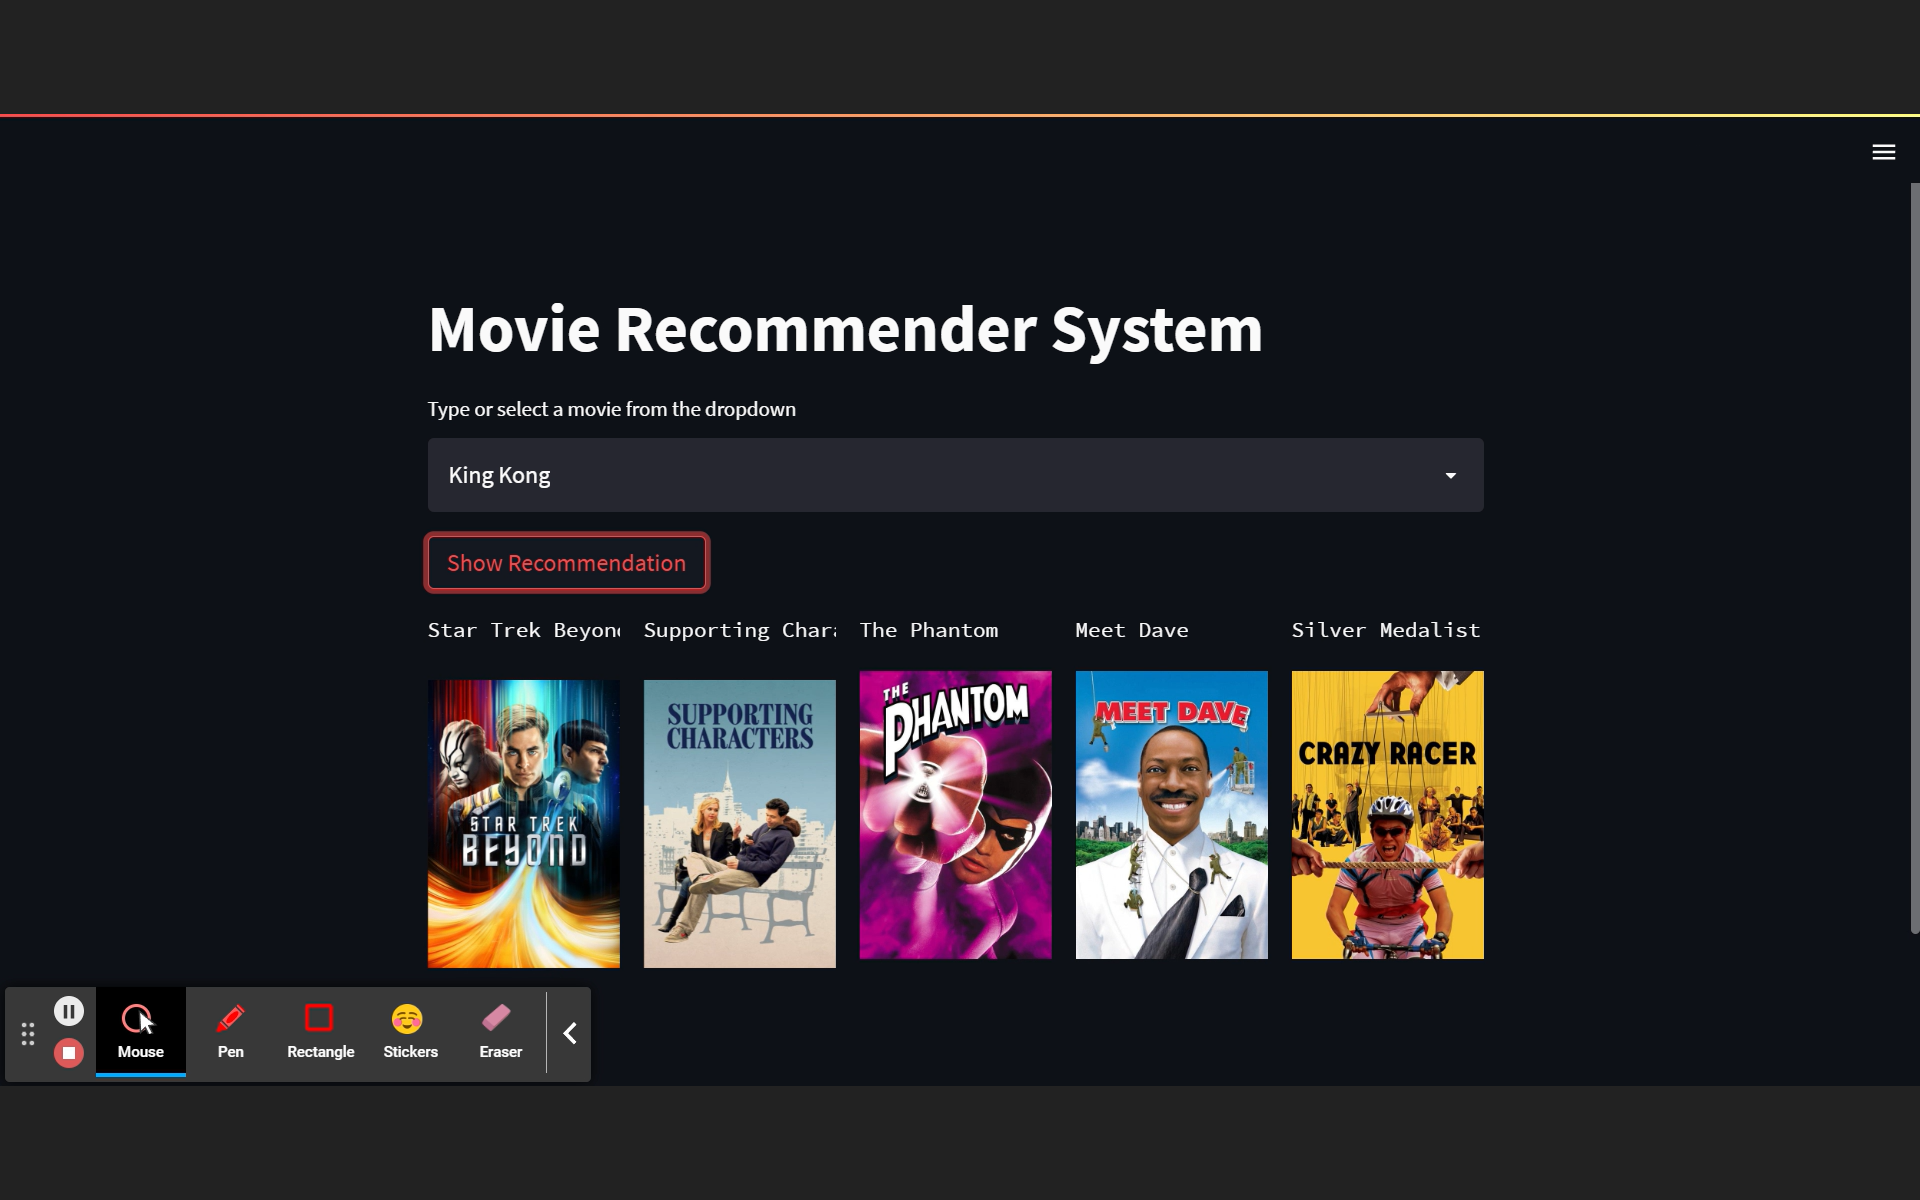 Movie Recommender System
Type or select a movie from the dropdown
King Kong
Show Recommendation
Star Trek Beyond
Supporting Chara
The Phantom
Meet Dave
Silver Medalist
STAR TREK
BEYOND
SUPPORTING
CHARACTERS
THE
PHANTOM
MEET DAVE
CRAZY RACER
Mouse
Pen
Rectangle
Stickers
Eraser